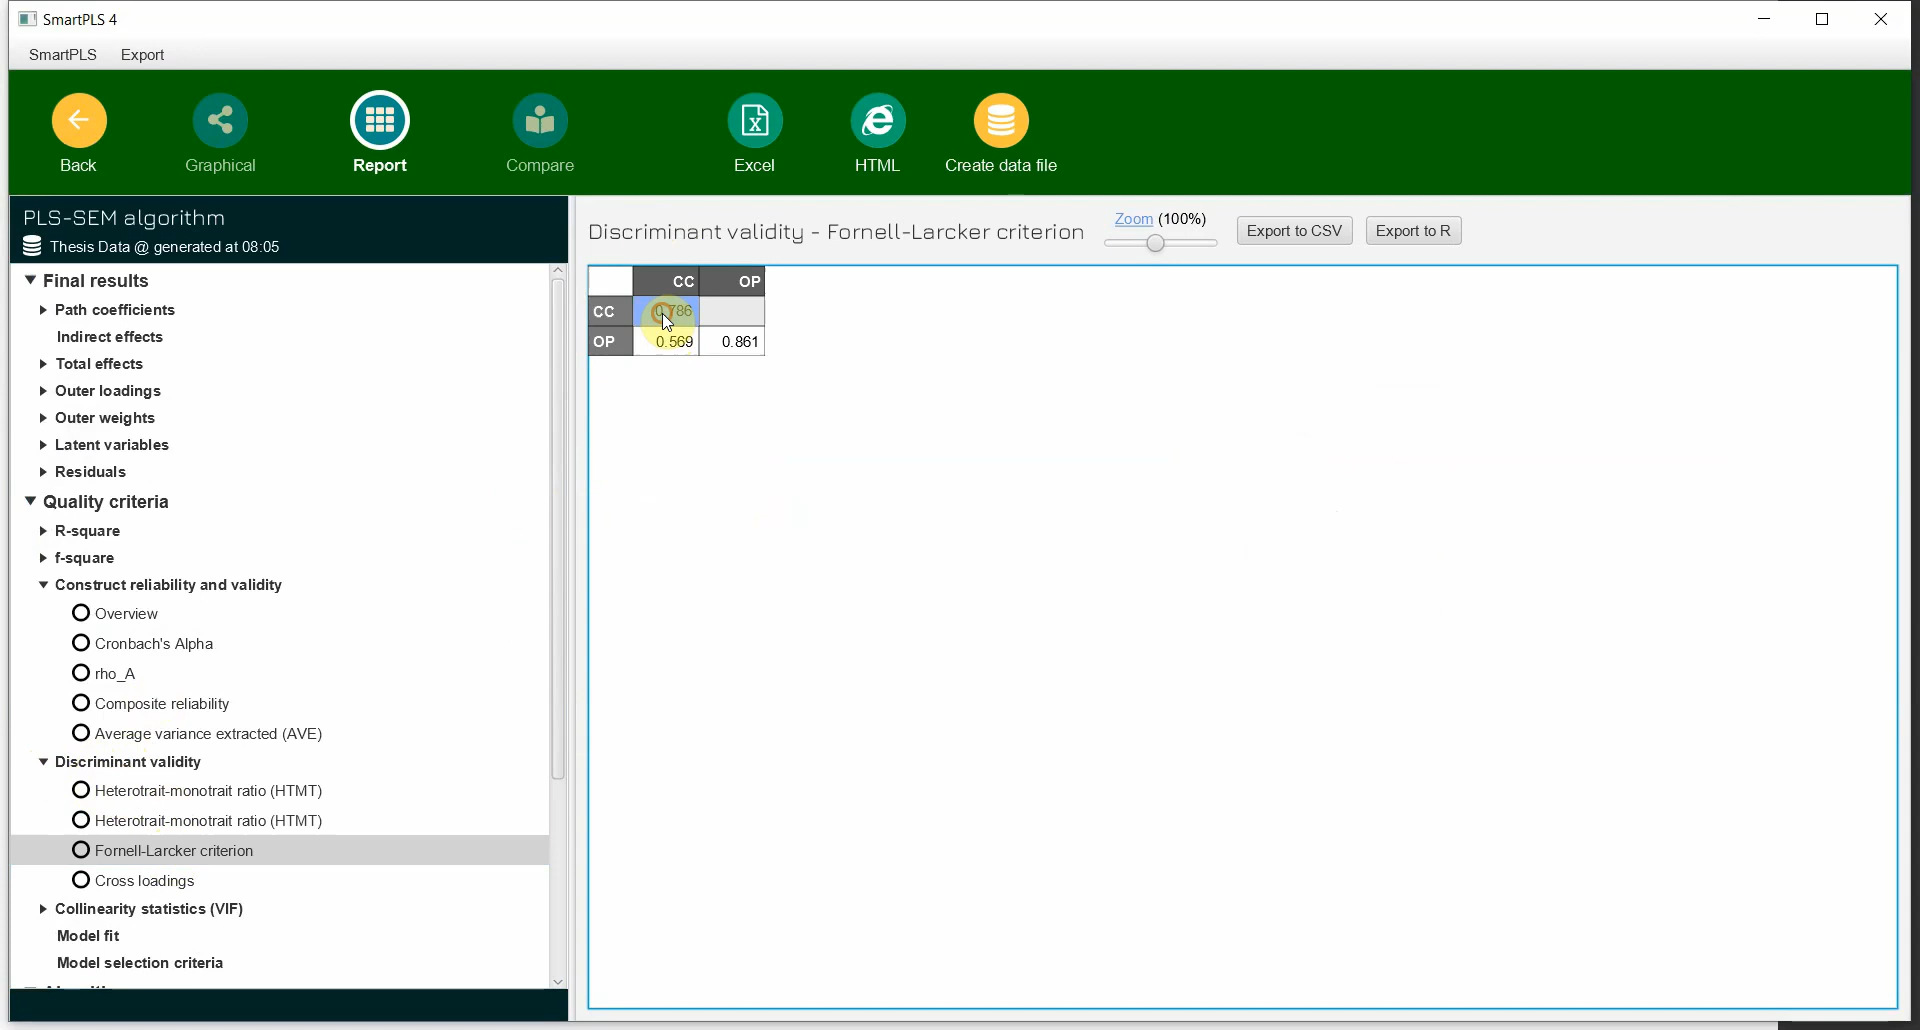 SmartPLS 4
SmartPLS Export
Back
Graphical
Report
Compare
Excel
HTML
Create data file
PLS-SEM algorithm
Thesis Data @ generated at 08:05
Final results
Path coefficients
Indirect effects
Total effects
Outer loadings
Outer weights
Latent variables
Residuals
Quality criteria
R-square
f-square
Construct reliability and validity
Overview
Cronbach's Alpha
rho_A
Composite reliability
Average variance extracted (AVE)
Discriminant validity
Heterotrait-monotrait ratio (HTMT)
Heterotrait-monotrait ratio (HTMT)
Fornell-Larcker criterion
Cross loadings
Collinearity statistics (VIF)
Model fit
Model selection criteria
Discriminant validity - Fornell-Larcker criterion
Zoom (100%)
Export to CSV
Export to R
CC OP
CC 0.786
OP 0.569 0.861